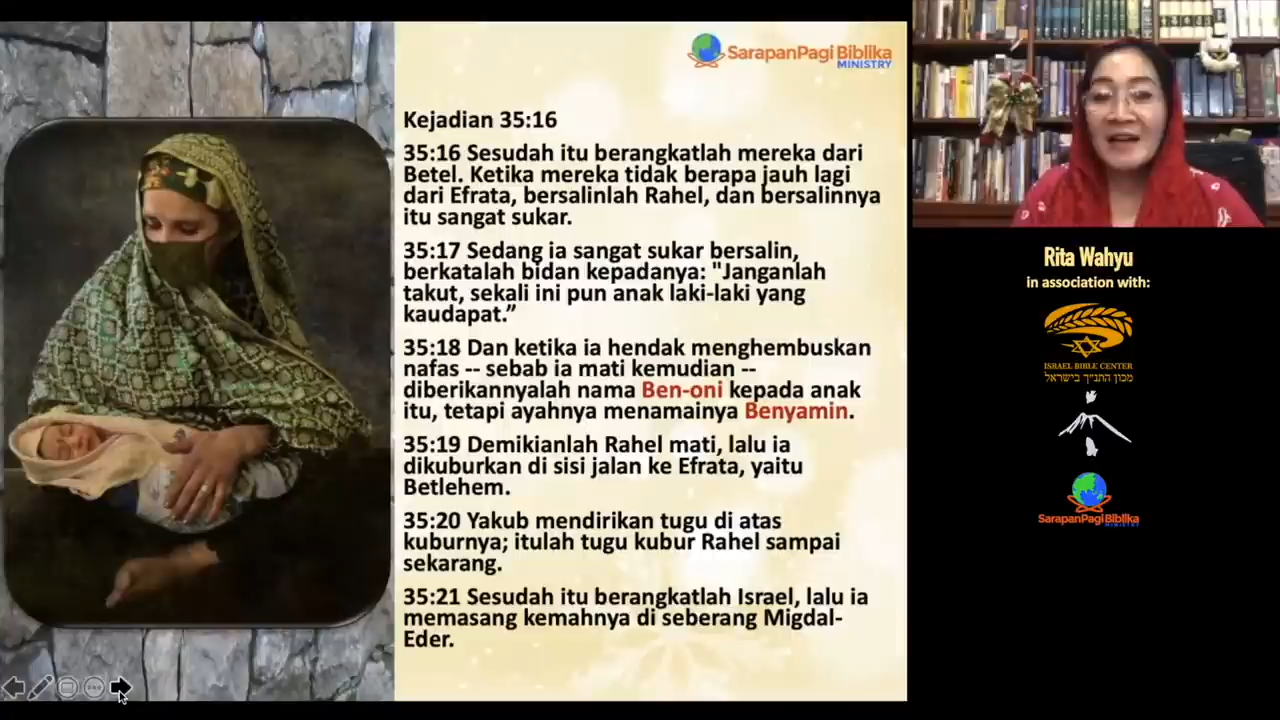 SarapanPagi Biblika
MINISTRY
Kejadian 35:16
35:16 Sesudah itu berangkatlah mereka dari
Betel. Ketika mereka tidak berapa jauh lagi
dari Efrata, bersalinlah Rahel, dan bersalinnya
itu sangat sukar.
35:17 Sedang ia sangat sukar bersalin,
berkatalah bidan kepadanya: "Janganlah
takut, sekali ini pun anak laki-laki yang
kaudapat.”
35:18 Dan ketika ia hendak menghembuskan
nafas -- sebab ia mati kemudian --
diberikannyalah nama Ben-oni kepada anak
itu, tetapi ayahnya menamainya Benyamin.
35:19 Demikianlah Rahel mati, lalu ia
dikuburkan di sisi jalan ke Efrata, yaitu
Betlehem.
35:20 Yakub mendirikan tugu di atas
kuburnya; itulah tugu kubur Rahel sampai
sekarang.
35:21 Sesudah itu berangkatlah Israel, lalu ia
memasang kemahnya di seberang Migdal-
Eder.
Rita Wahyu
in association with:
ISRAEL BIBLE CENTER
מכון התנ״ך בישראל
SarapanPagi Biblika
MINISTRY